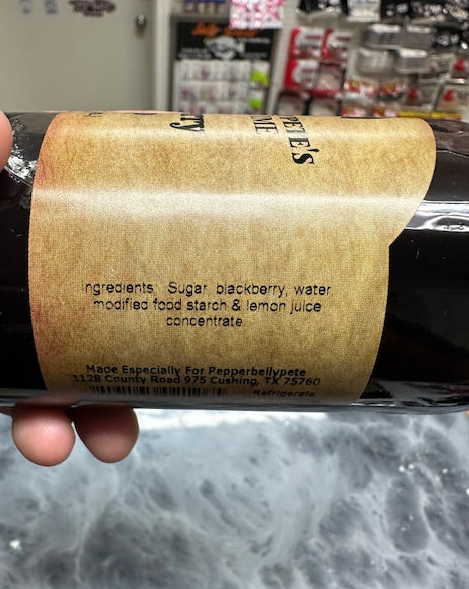 PETE'S
Ingredients Sugar blackberry, water
modified food starch & lemon juice
concentrate
Made Especially For Pepperbellypete
1128 County Road 975 Cushing, TX 75760
Refrigerate